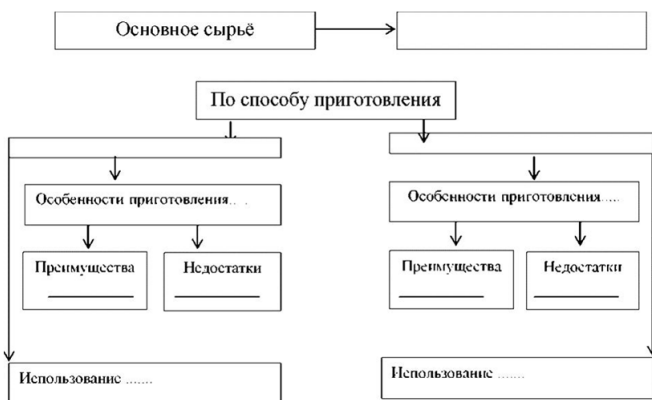 Основное сырьё
По способу приготовления
Особенности приготовления.....
Особенности приготовления.....
Преимущества
Недостатки
Преимущества
Недостатки
Использование .......
Использование .......